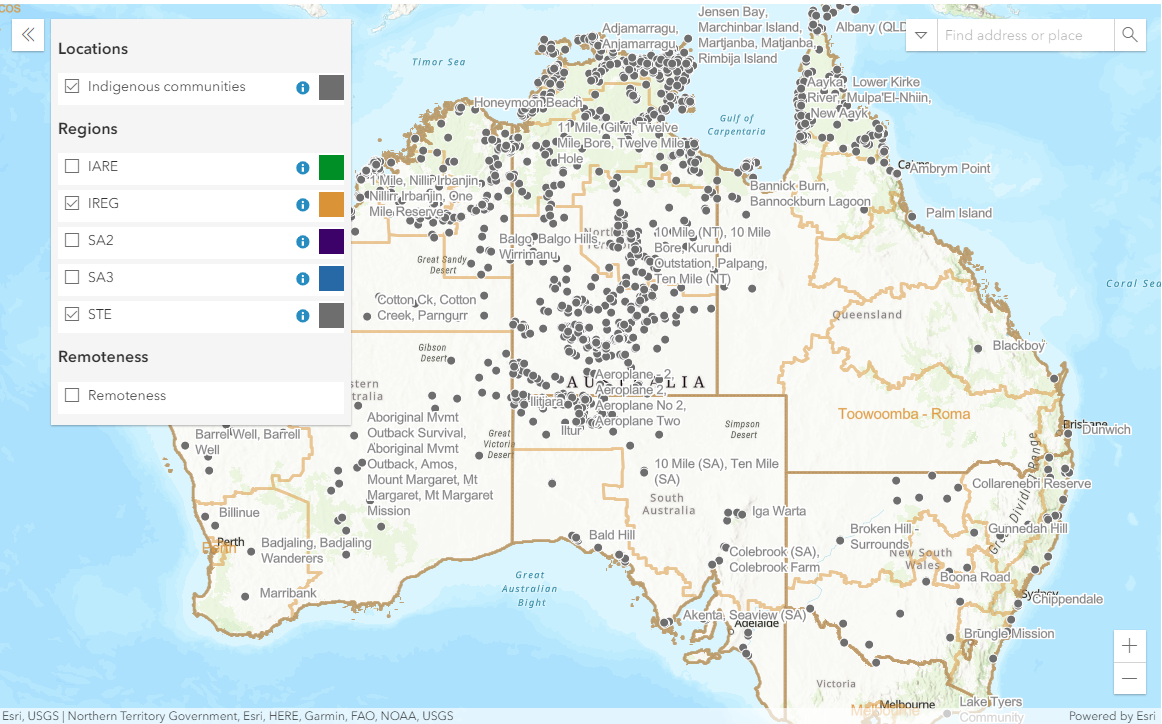 cos
Locations
Indigenous communities
Regions
IARE
IREG
SA2
SA3
STE
Remoteness
Remoteness
Find address or place
Timor Sea
Adjamarragu,
Anjamarragu,
Jensen Bay,
Marchinbar Island,
Martjanba, Matjanba,
Rimbija Island
Albany (QLD
Honeymoon Beach
Gulf of
Carpentaria
Aayka, Lower Kirke
River, Mulpa'El-Nhiin,
New Aayk
11 Mile, Gilwi, Twelve
Mile Bore, Twelve Mile
Hole
1 Mile, Nillir Irbanjin,
Nillirr Irbanjin, One
Mile Reserve
Cairns
Ambrym Point
Bannick Burn,
Bannockburn Lagoon
Palm Island
Balgo, Balgo Hills,
Wirrimanu
10 Mile (NT), 10 Mile
Bore, Kurundi
Outstation, Palpang,
Ten Mile (NT)
Great Sandy
Desert
Coral Sea
Cotton Ck, Cotton
Creek, Parngurr
Queensland
Gibson
Desert
Blackboy
AUSTRALIA
Aeroplane - 2,
Aeroplane 2,
Aeroplane No 2,
Aeroplane Two
stern
tralia
Ilitjara
Iltur
Toowoomba - Roma
Aboriginal Mvmt
Outback Survival,
Aboriginal Mvmt
Outback, Amos,
Mount Margaret, Mt
Margaret, Mt Margaret
Mission
Barrel Well, Barrell
Well
Great
Victoria
Desert
Simpson
Desert
Brisbane
Dunwich
10 Mile (SA), Ten Mile
(SA)
South
Australia
Great Dividing Range
Collarenebri Reserve
Billinue
Iga Warta
Gunnedah Hill
Perth
Badjaling, Badjaling
Wanderers
Bald Hill
Broken Hill -
Surrounds
New South
Wales
Colebrook (SA),
Colebrook Farm
Boona Road
Great
Australian
Bight
Marribank
Sydney
Chippendale
Akenta, Seaview (SA)
Adelaide
Brungle Mission
Victoria
Melbourne
Lake Tyers
Community
Esri, USGS | Northern Territory Government, Esri, HERE, Garmin, FAO, NOAA, USGS
Powered by Esri